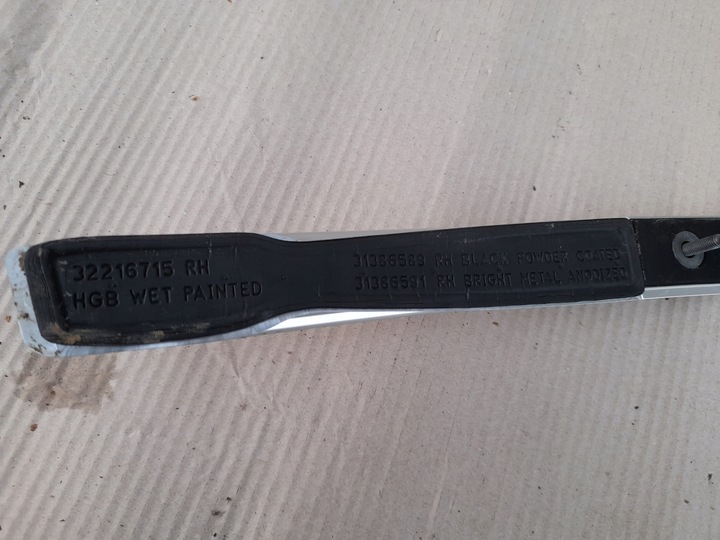 32216715 RH
HGB WET PAINTED
31386589 RH BLACK POWDER COATED
31386591 RH BRIGHT METAL ANODIZED